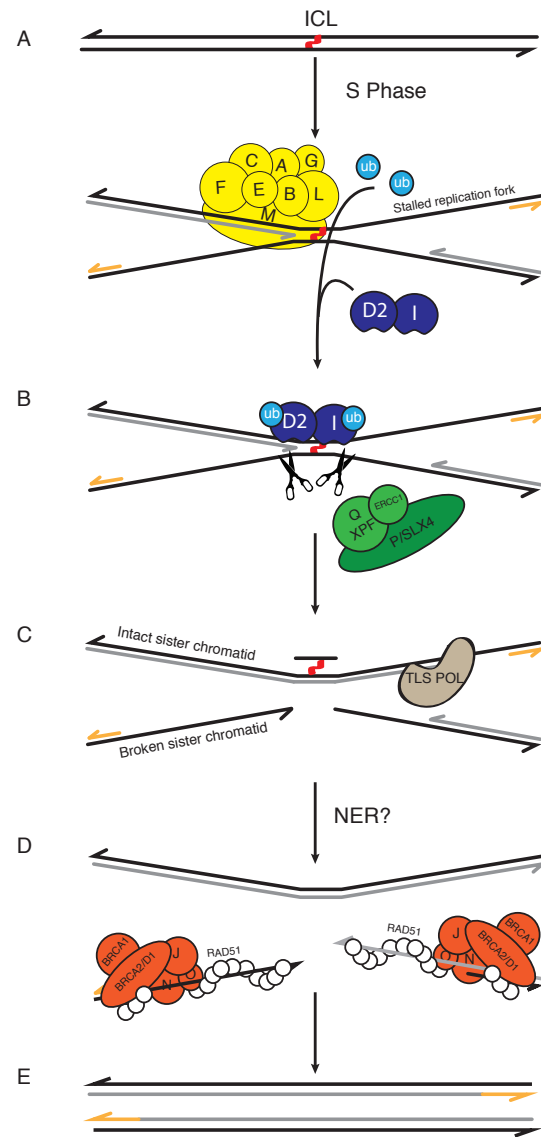 ICL
A
S Phase
C
A
G
ub
ub
F
E
B
L
M
Stalled replication fork
D2
I
B
ub
D2
I
ub
Q
XPF
ERCC1
P/SLX4
C
Intact sister chromatid
TLS POL
Broken sister chromatid
NER?
D
BRCA1
BRCA2/D1
J
N
O
RAD51
RAD51
J
O
N
BRCA1
BRCA2/D1
E